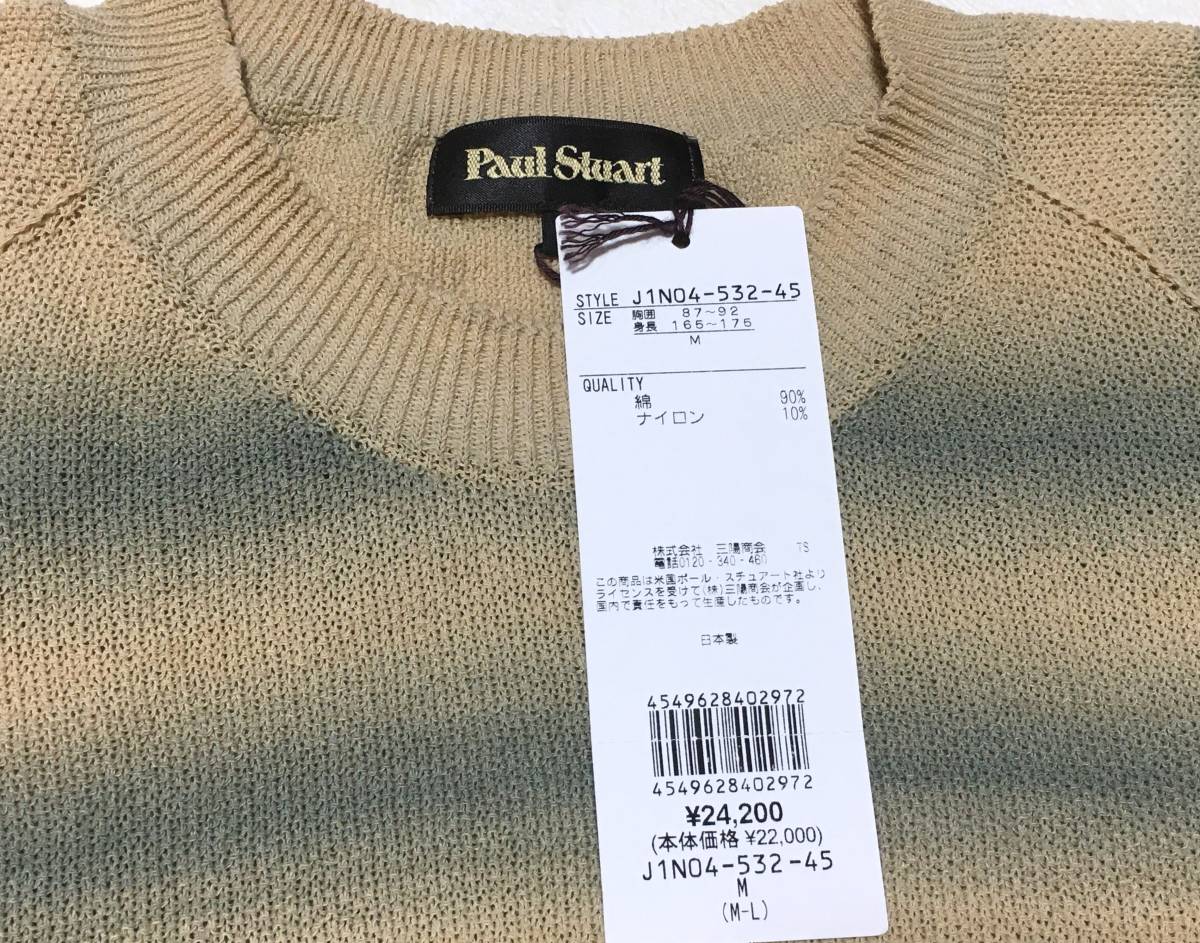 Paul Stuart
STYLE J1N04-532-45
SIZE 胸囲 87～92
身長 165～175
M
QUALITY
綿 90%
ナイロン 10%
株式会社 三陽商会 TS
電話0120-340-460
この商品は米国ポール・スチュアート社より
ライセンスを受けて(株)三陽商会が企画し、
国内で責任をもって生産したものです。
日本製
4549628402972
4549628402972
¥24,200
(本体価格 ¥22,000)
J1N04-532-45
M
(M-L)